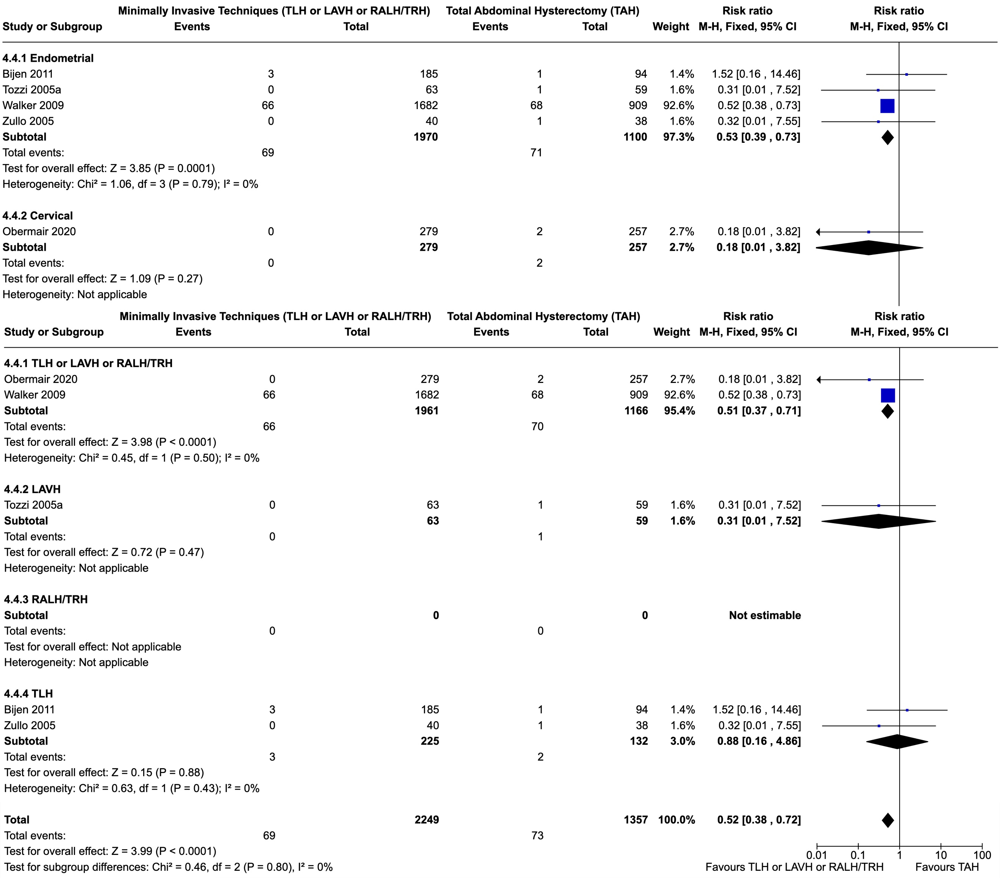 Minimally Invasive Techniques (TLH or LAVH or RALH/TRH) Total Abdominal Hysterectomy (TAH) Risk ratio Risk ratio
Study or Subgroup Events Total Events Total Weight M-H, Fixed, 95% CI M-H, Fixed, 95% CI
4.4.1 Endometrial
Bijen 2011 3 185 1 94 1.4% 1.52 [0.16 , 14.46]
Tozzi 2005a 0 63 1 59 1.6% 0.31 [0.01 , 7.52]
Walker 2009 66 1682 68 909 92.6% 0.52 [0.38 , 0.73]
Zullo 2005 0 40 1 38 1.6% 0.32 [0.01 , 7.55]
Subtotal 1970 1100 97.3% 0.53 [0.39 , 0.73]
Total events: 69 71
Test for overall effect: Z = 3.85 (P = 0.0001)
Heterogeneity: Chi² = 1.06, df = 3 (P = 0.79); I² = 0%
4.4.2 Cervical
Obermair 2020 0 279 2 257 2.7% 0.18 [0.01 , 3.82]
Subtotal 279 257 2.7% 0.18 [0.01 , 3.82]
Total events: 0 2
Test for overall effect: Z = 1.09 (P = 0.27)
Heterogeneity: Not applicable
Minimally Invasive Techniques (TLH or LAVH or RALH/TRH) Total Abdominal Hysterectomy (TAH) Risk ratio Risk ratio
Study or Subgroup Events Total Events Total Weight M-H, Fixed, 95% CI M-H, Fixed, 95% CI
4.4.1 TLH or LAVH or RALH/TRH
Obermair 2020 0 279 2 257 2.7% 0.18 [0.01 , 3.82]
Walker 2009 66 1682 68 909 92.6% 0.52 [0.38 , 0.73]
Subtotal 1961 1166 95.4% 0.51 [0.37 , 0.71]
Total events: 66 70
Test for overall effect: Z = 3.98 (P < 0.0001)
Heterogeneity: Chi² = 0.45, df = 1 (P = 0.50); I² = 0%
4.4.2 LAVH
Tozzi 2005a 0 63 1 59 1.6% 0.31 [0.01 , 7.52]
Subtotal 63 59 1.6% 0.31 [0.01 , 7.52]
Total events: 0 1
Test for overall effect: Z = 0.72 (P = 0.47)
Heterogeneity: Not applicable
4.4.3 RALH/TRH
Subtotal 0 0 Not estimable
Total events: 0 0
Test for overall effect: Not applicable
Heterogeneity: Not applicable
4.4.4 TLH
Bijen 2011 3 185 1 94 1.4% 1.52 [0.16 , 14.46]
Zullo 2005 0 40 1 38 1.6% 0.32 [0.01 , 7.55]
Subtotal 225 132 3.0% 0.88 [0.16 , 4.86]
Total events: 3 2
Test for overall effect: Z = 0.15 (P = 0.88)
Heterogeneity: Chi² = 0.63, df = 1 (P = 0.43); I² = 0%
Total 2249 1357 100.0% 0.52 [0.38 , 0.72]
Total events: 69 73
Test for overall effect: Z = 3.99 (P < 0.0001)
0.01 0.1 1 10 100
Test for subgroup differences: Chi² = 0.46, df = 2 (P = 0.80), I² = 0% Favours TLH or LAVH or RALH/TRH Favours TAH